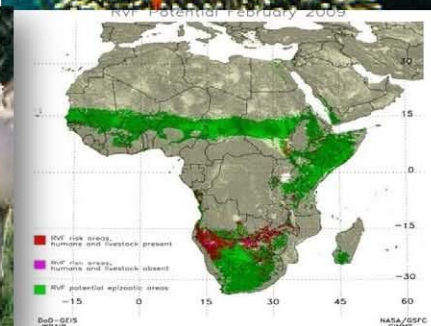 RVF Potential February 2009
30
15
0
-15
-30
RVF risk areas,
humans and livestock present
RVF risk areas,
humans and livestock absent
RVF potential epizootic areas
-15 0 15 30 45 60
DoD-GEIS
NASA/GSFC